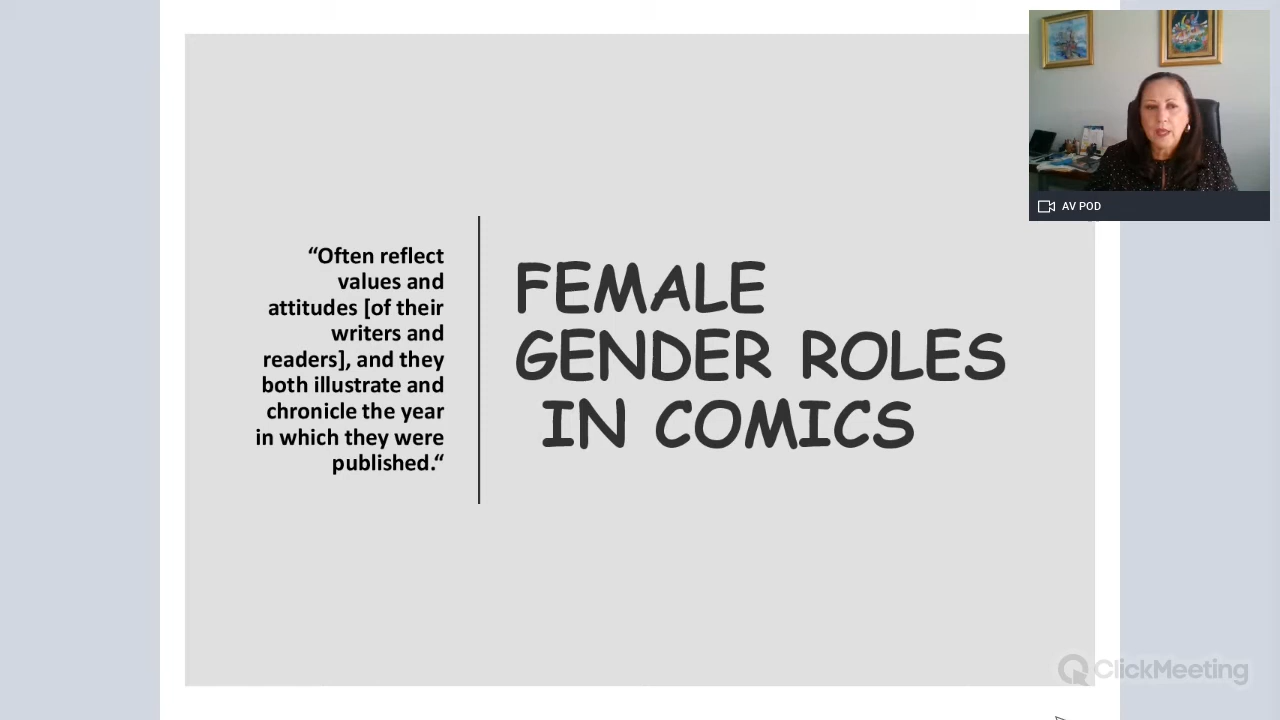 “Often reflect
values and
attitudes [of their
writers and
readers], and they
both illustrate and
chronicle the year
in which they were
published.“
FEMALE
GENDER ROLES
IN COMICS
AV POD
ClickMeeting